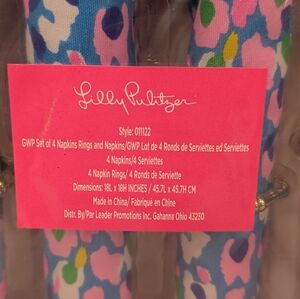 Lilly Pulitzer
Style: 011122
GWP Set of 4 Napkins Rings and Napkins/GWP Lot de 4 Ronds de Serviettes ed Serviettes
4 Napkins/4 Serviettes
4 Napkin Rings/ 4 Ronds de Serviette
Dimensions: 18L x 18H INCHES / 45.7L x 45.7H CM
Made in China/ Fabriqué en Chine
Distr. By/Par Leader Promotions Inc. Gahanna Ohio 43230